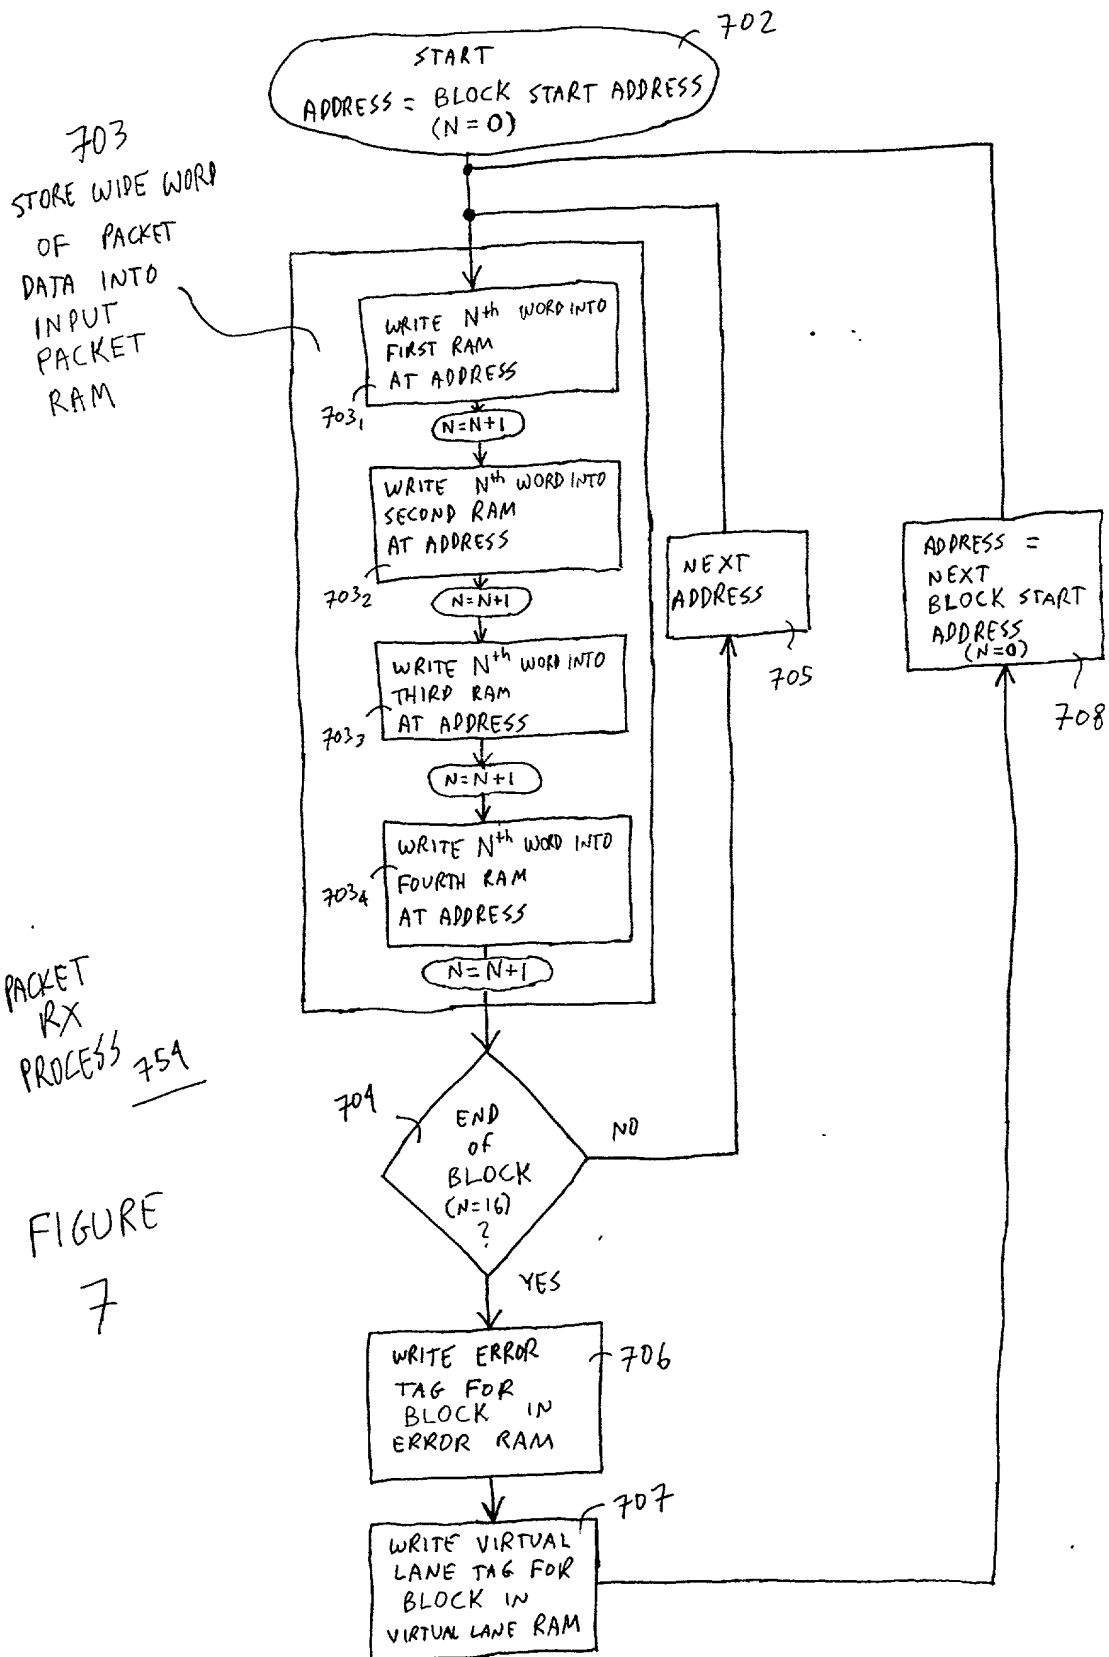 702
START
ADDRESS = BLOCK START ADDRESS
(N = 0)
703
STORE WIDE WORD
OF PACKET
DATA INTO
INPUT
PACKET
RAM
WRITE Nth WORD INTO
FIRST RAM
AT ADDRESS
7031
N=N+1
WRITE Nth WORD INTO
SECOND RAM
AT ADDRESS
7032
N=N+1
WRITE Nth WORD INTO
THIRD RAM
AT ADDRESS
7033
N=N+1
WRITE Nth WORD INTO
FOURTH RAM
AT ADDRESS
7034
N=N+1
NEXT
ADDRESS
705
ADDRESS =
NEXT
BLOCK START
ADDRESS
(N=0)
708
PACKET
RX
PROCESS 754
704
END
OF
BLOCK
(N=16)
?
NO
YES
FIGURE
7
WRITE ERROR
TAG FOR
BLOCK IN
ERROR RAM
706
707
WRITE VIRTUAL
LANE TAG FOR
BLOCK IN
VIRTUAL LANE RAM